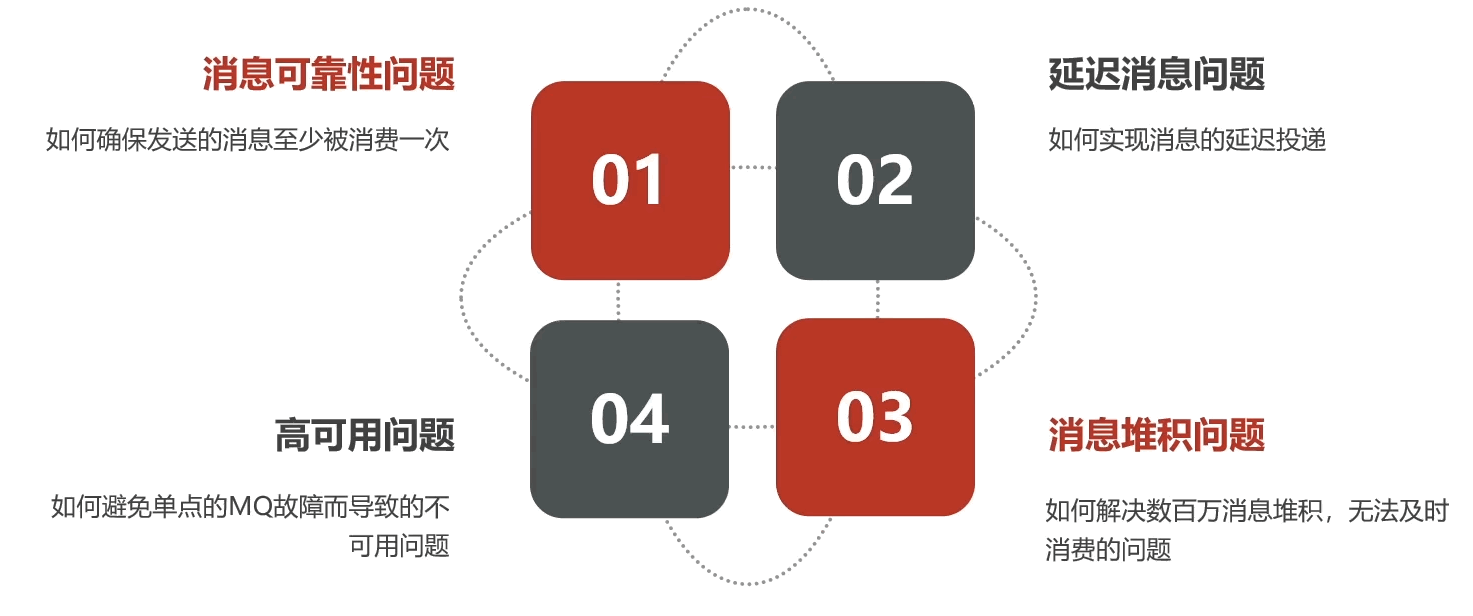 消息可靠性问题
如何确保发送的消息至少被消费一次
01
02
延迟消息问题
如何实现消息的延迟投递
高可用问题
如何避免单点的MQ故障而导致的不
可用问题
04
03
消息堆积问题
如何解决数百万消息堆积，无法及时
消费的问题